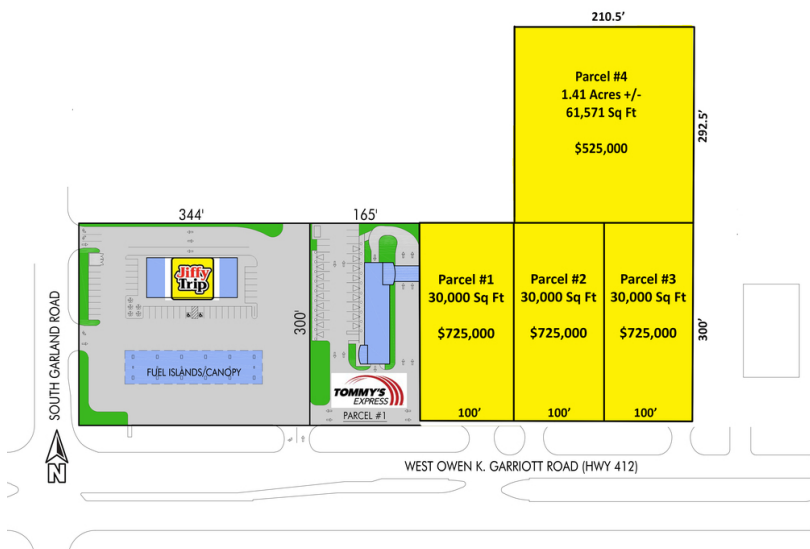 210.5'
Parcel #4
1.41 Acres +/-
61,571 Sq Ft
$525,000
292.5'
344'
165'
Jiffy
Trip
300'
FUEL ISLANDS/CANOPY
TOMMY'S
EXPRESS
PARCEL #1
Parcel #1
30,000 Sq Ft
$725,000
100'
Parcel #2
30,000 Sq Ft
$725,000
100'
Parcel #3
30,000 Sq Ft
$725,000
100'
300'
SOUTH GARLAND ROAD
N
WEST OWEN K. GARRIOTT ROAD (HWY 412)